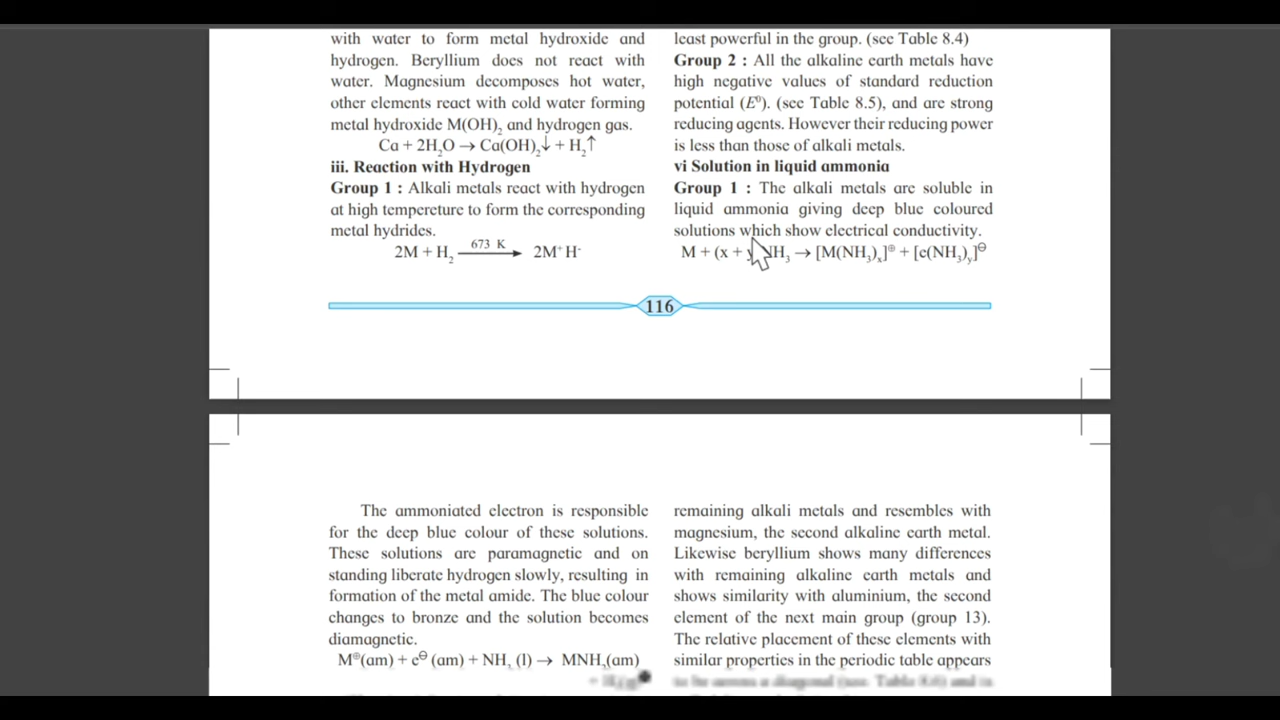 with water to form metal hydroxide and
hydrogen. Beryllium does not react with
water. Magnesium decomposes hot water,
other elements react with cold water forming
metal hydroxide M(OH)₂ and hydrogen gas.
Ca + 2H₂O → Ca(OH)₂↓ + H₂↑
iii. Reaction with Hydrogen
Group 1 : Alkali metals react with hydrogen
at high tempereture to form the corresponding
metal hydrides.
2M + H₂ —673 K→ 2M⁺ H⁻
least powerful in the group. (see Table 8.4)
Group 2 : All the alkaline earth metals have
high negative values of standard reduction
potential (E⁰). (see Table 8.5), and are strong
reducing agents. However their reducing power
is less than those of alkali metals.
vi Solution in liquid ammonia
Group 1 : The alkali metals are soluble in
liquid ammonia giving deep blue coloured
solutions which show electrical conductivity.
M + (x + NH₃ → [M(NH₃)ₓ]⊕ + [e(NH₃)ᵧ]⊖
116
The ammoniated electron is responsible
for the deep blue colour of these solutions.
These solutions are paramagnetic and on
standing liberate hydrogen slowly, resulting in
formation of the metal amide. The blue colour
changes to bronze and the solution becomes
diamagnetic.
M⊕(am) + e⊖ (am) + NH₃ (l) → MNH₂(am)
remaining alkali metals and resembles with
magnesium, the second alkaline earth metal.
Likewise beryllium shows many differences
with remaining alkaline earth metals and
shows similarity with aluminium, the second
element of the next main group (group 13).
The relative placement of these elements with
similar properties in the periodic table appears